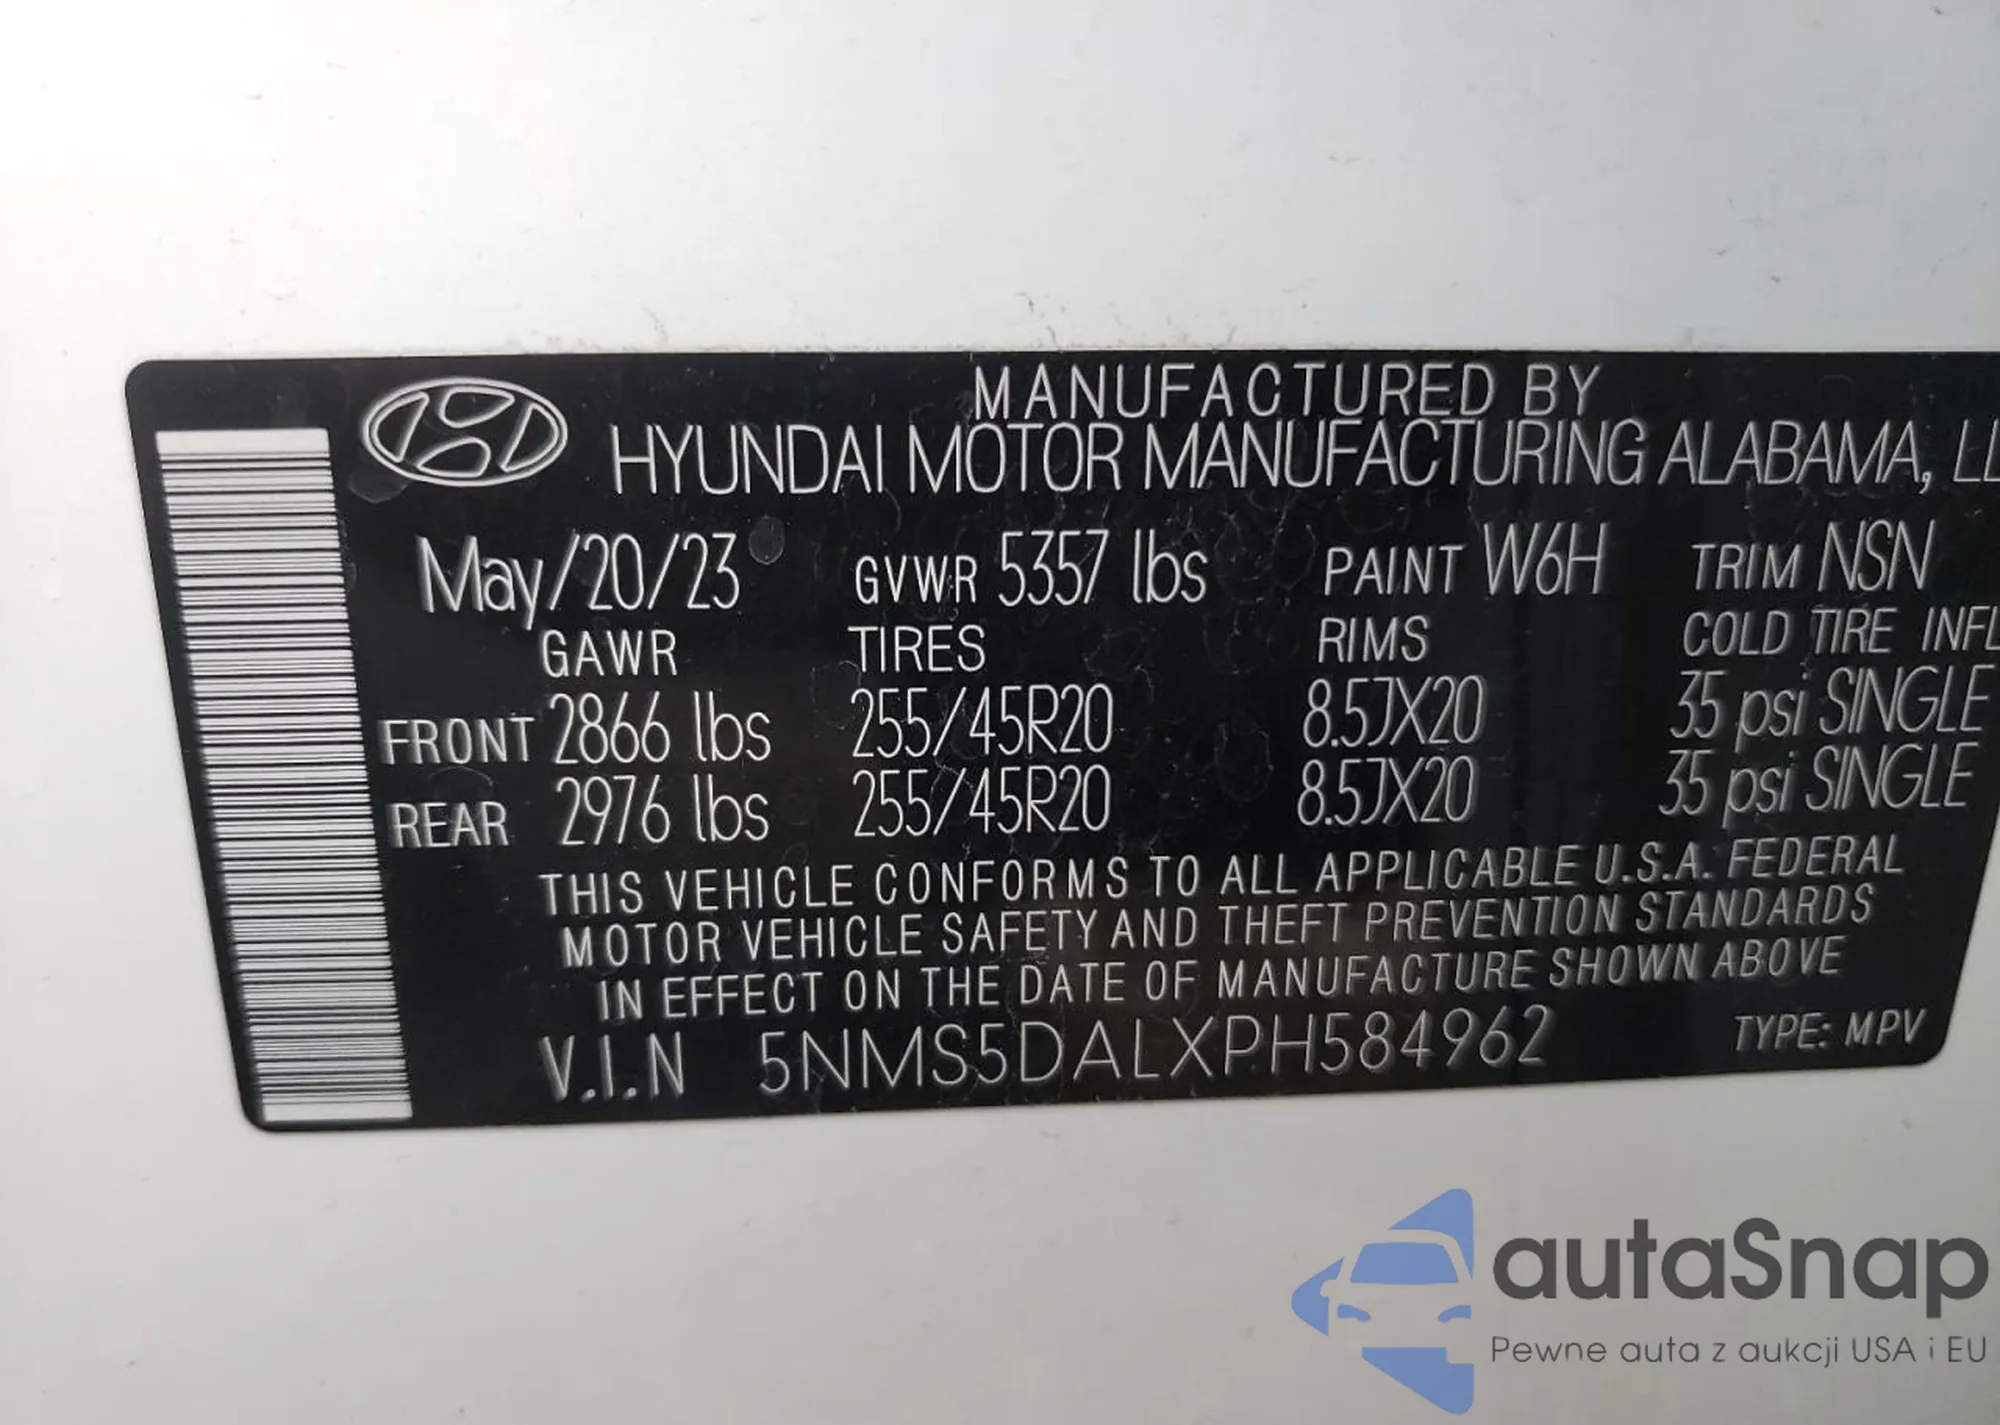 MANUFACTURED BY
HYUNDAI MOTOR MANUFACTURING ALABAMA, LL
May/20/23 GVWR 5357 lbs PAINT W6H TRIM NSN
GAWR TIRES RIMS COLD TIRE INFL
FRONT 2866 lbs 255/45R20 8.5JX20 35 psi SINGLE
REAR 2976 lbs 255/45R20 8.5JX20 35 psi SINGLE
THIS VEHICLE CONFORMS TO ALL APPLICABLE U.S.A. FEDERAL
MOTOR VEHICLE SAFETY AND THEFT PREVENTION STANDARDS
IN EFFECT ON THE DATE OF MANUFACTURE SHOWN ABOVE
V.I.N 5NMS5DALXPH584962 TYPE: MPV
autaSnap
Pewne auta z aukcji USA i EU